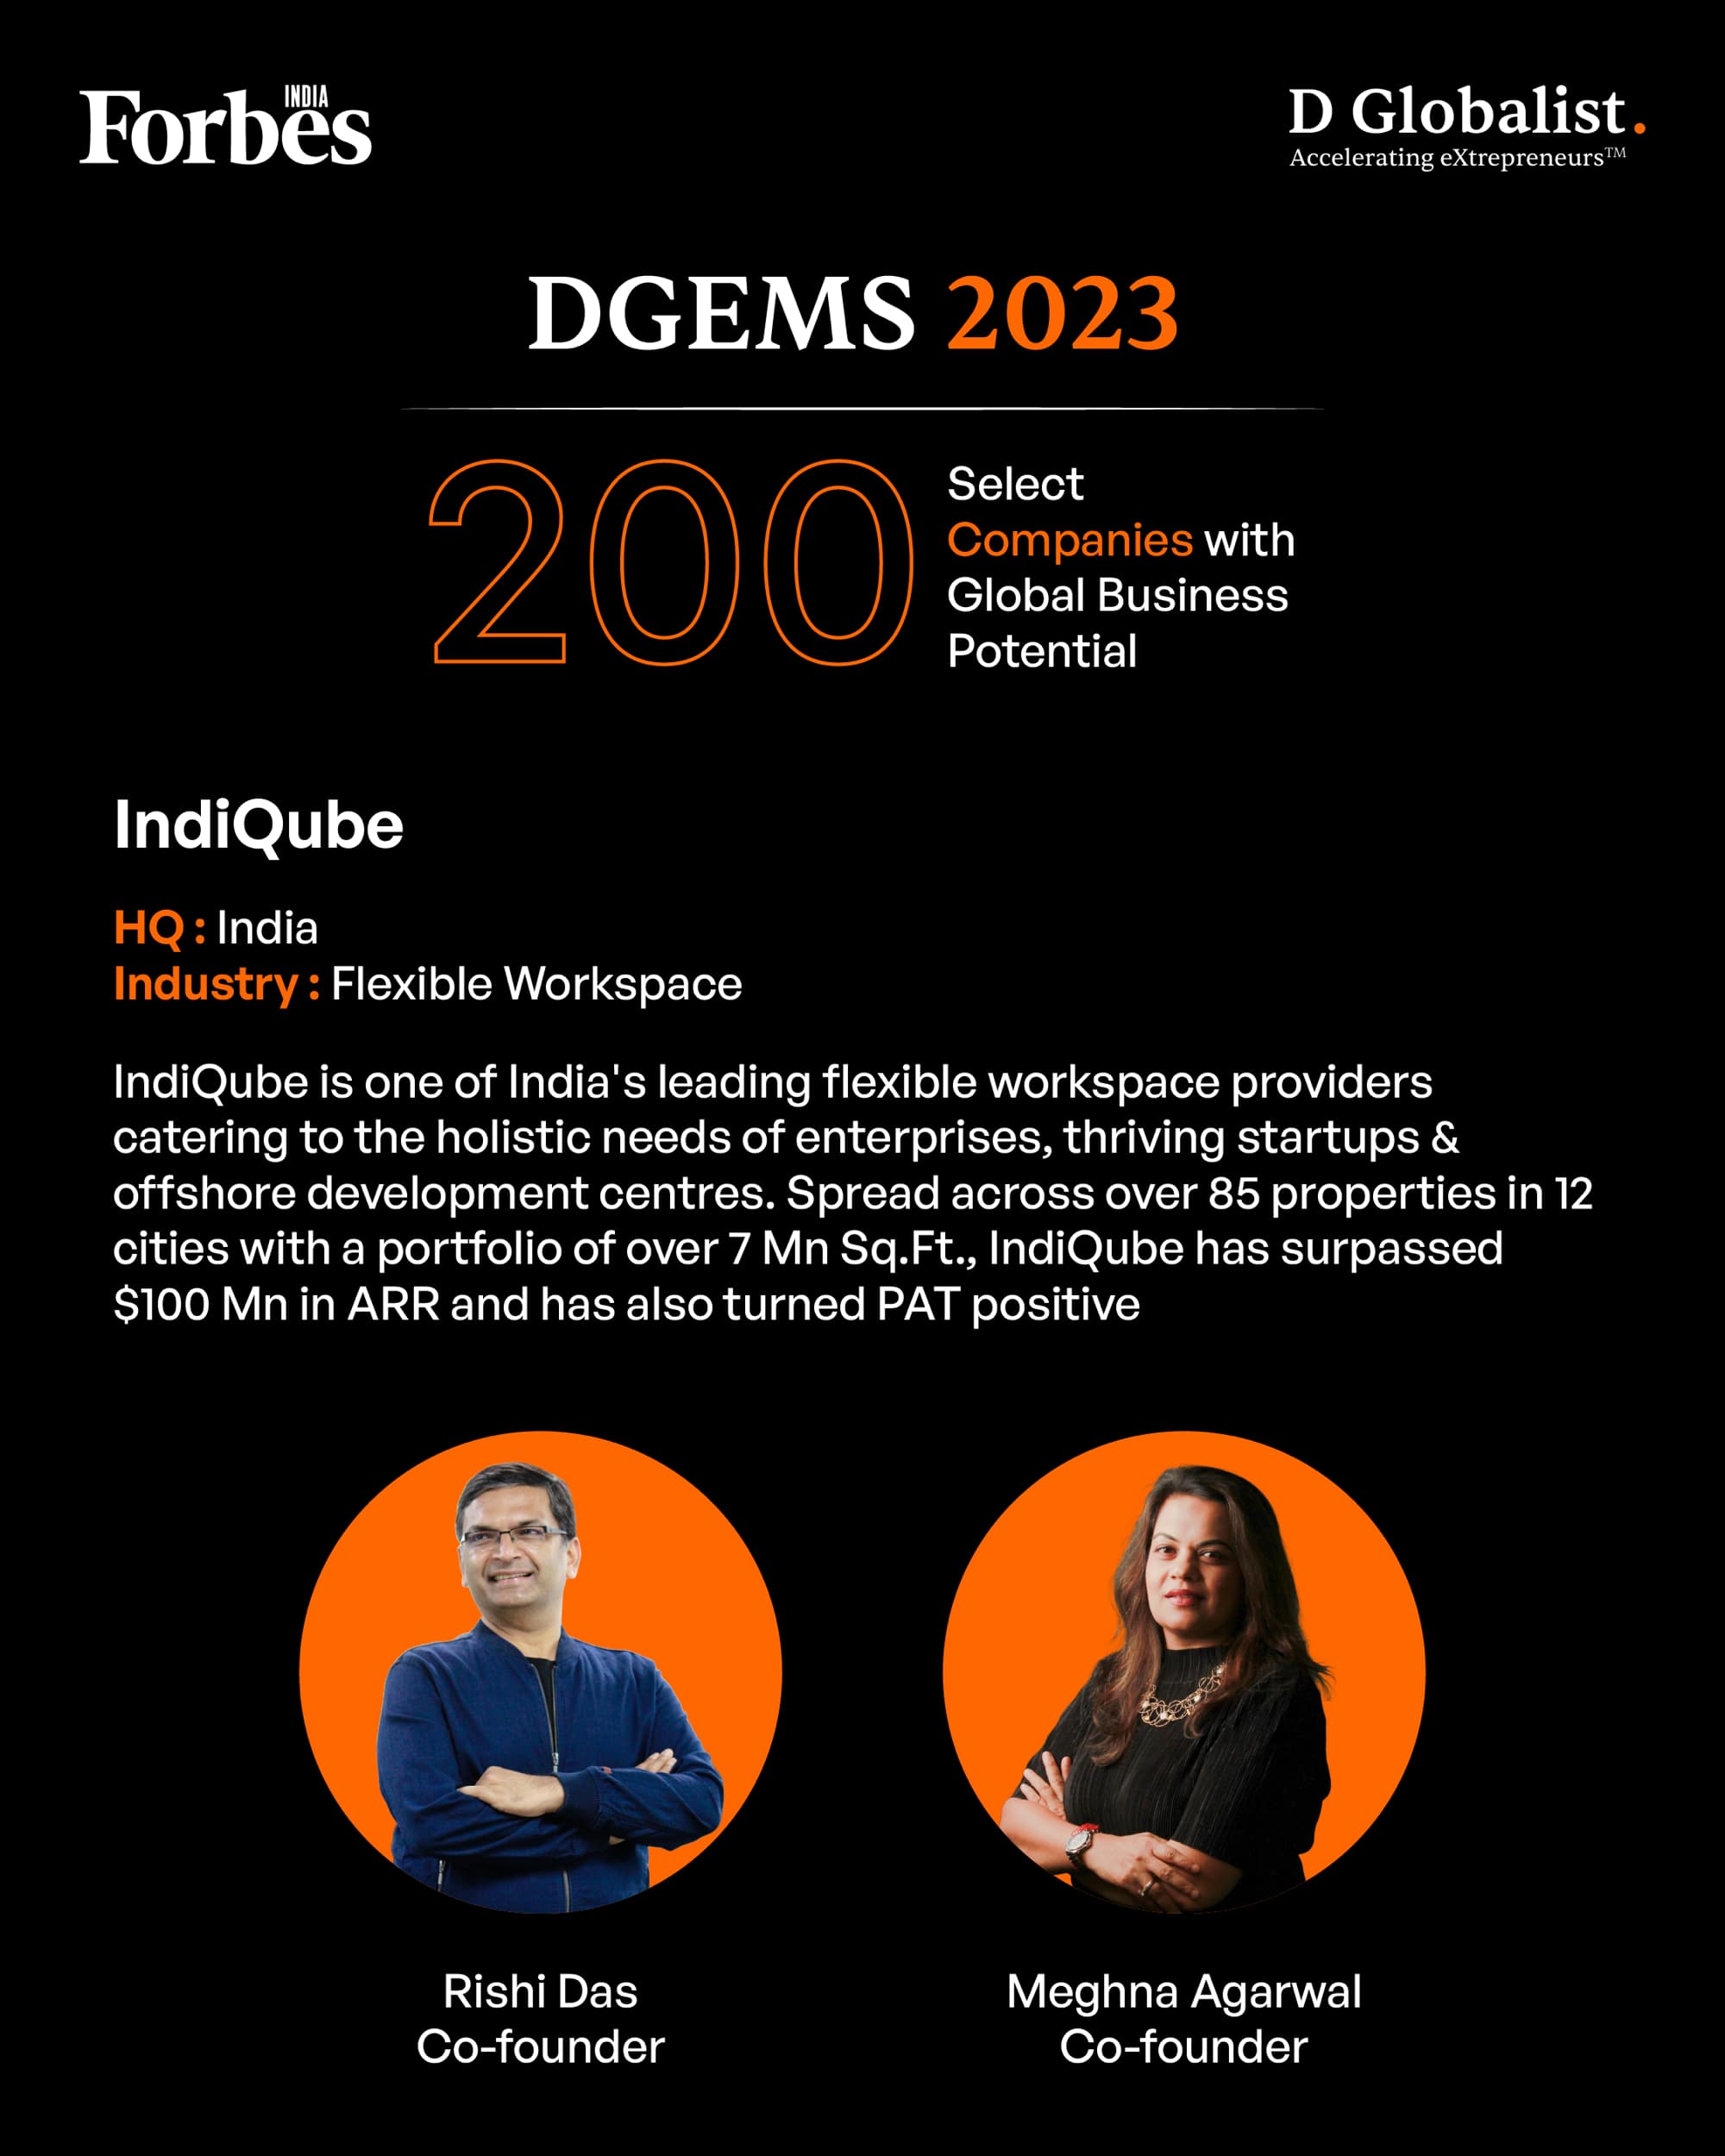 Forbes INDIA
D Globalist.
Accelerating eXtrepreneurs™
DGEMS 2023
200
Select
Companies with
Global Business
Potential
IndiQube
HQ : India
Industry : Flexible Workspace
IndiQube is one of India's leading flexible workspace providers
catering to the holistic needs of enterprises, thriving startups &
offshore development centres. Spread across over 85 properties in 12
cities with a portfolio of over 7 Mn Sq.Ft., IndiQube has surpassed
$100 Mn in ARR and has also turned PAT positive
Rishi Das
Co-founder
Meghna Agarwal
Co-founder